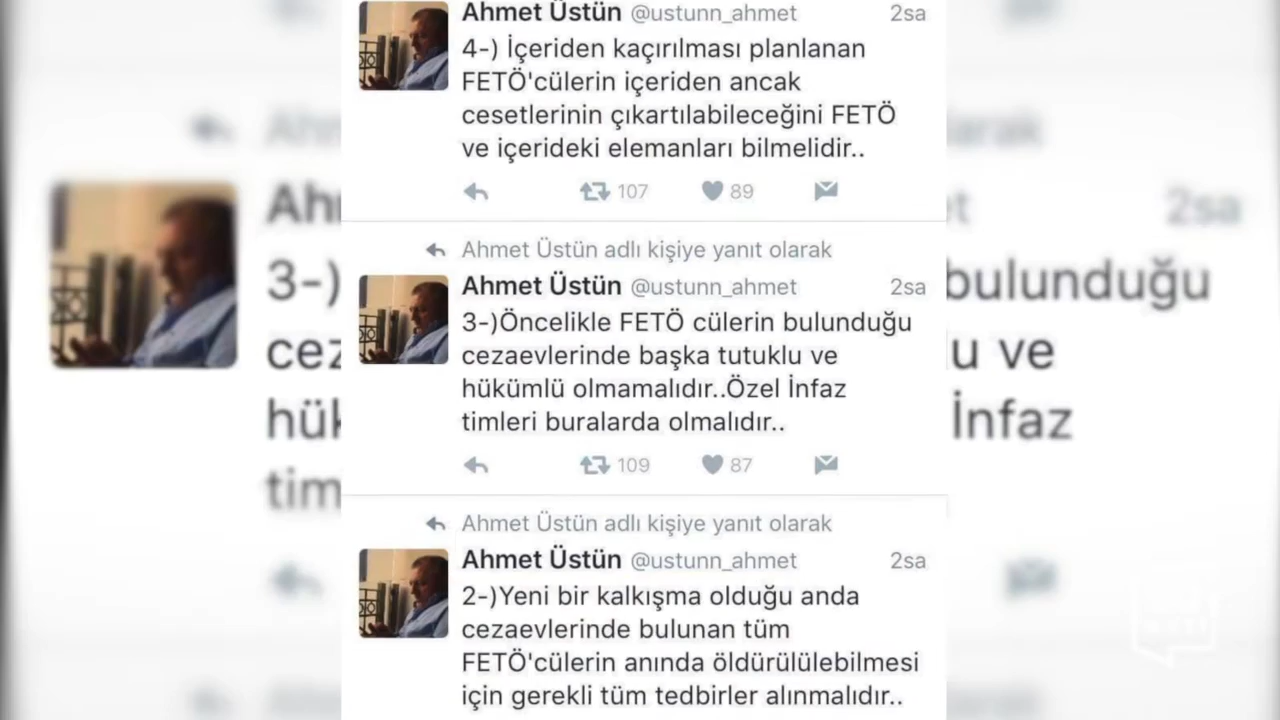 Ahmet Üstün @ustunn_ahmet 2sa
4-) İçeriden kaçırılması planlanan
FETÖ'cülerin içeriden ancak
cesetlerinin çıkartılabileceğini FETÖ
ve içerideki elemanları bilmelidir..
107 89
Ahmet Üstün adlı kişiye yanıt olarak
Ahmet Üstün @ustunn_ahmet 2sa
3-)Öncelikle FETÖ cülerin bulunduğu
cezaevlerinde başka tutuklu ve
hükümlü olmamalıdır..Özel İnfaz
timleri buralarda olmalıdır..
109 87
Ahmet Üstün adlı kişiye yanıt olarak
Ahmet Üstün @ustunn_ahmet 2sa
2-)Yeni bir kalkışma olduğu anda
cezaevlerinde bulunan tüm
FETÖ'cülerin anında öldürülülebilmesi
için gerekli tüm tedbirler alınmalıdır..